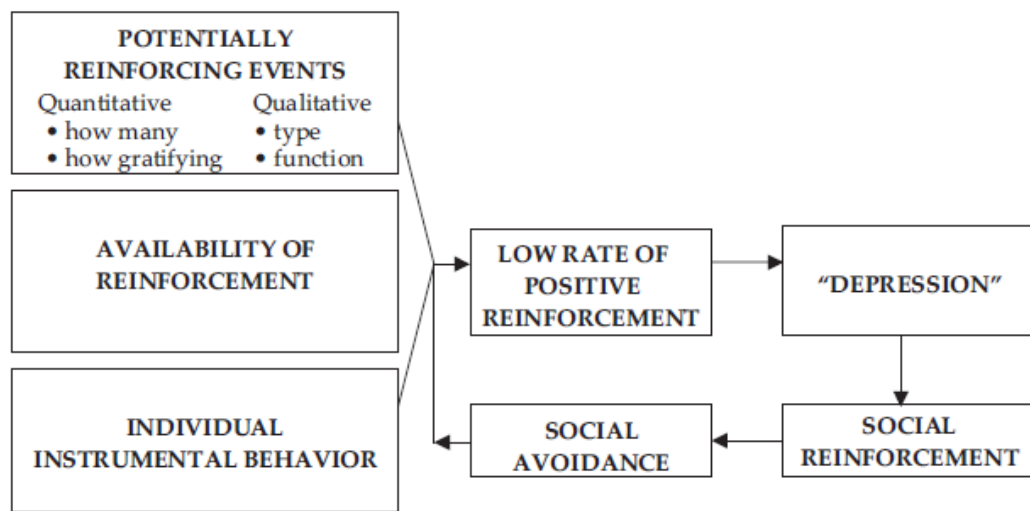 POTENTIALLY
REINFORCING EVENTS
Quantitative
• how many
• how gratifying
Qualitative
• type
• function
AVAILABILITY OF
REINFORCEMENT
INDIVIDUAL
INSTRUMENTAL BEHAVIOR
LOW RATE OF
POSITIVE
REINFORCEMENT
“DEPRESSION”
SOCIAL
REINFORCEMENT
SOCIAL
AVOIDANCE